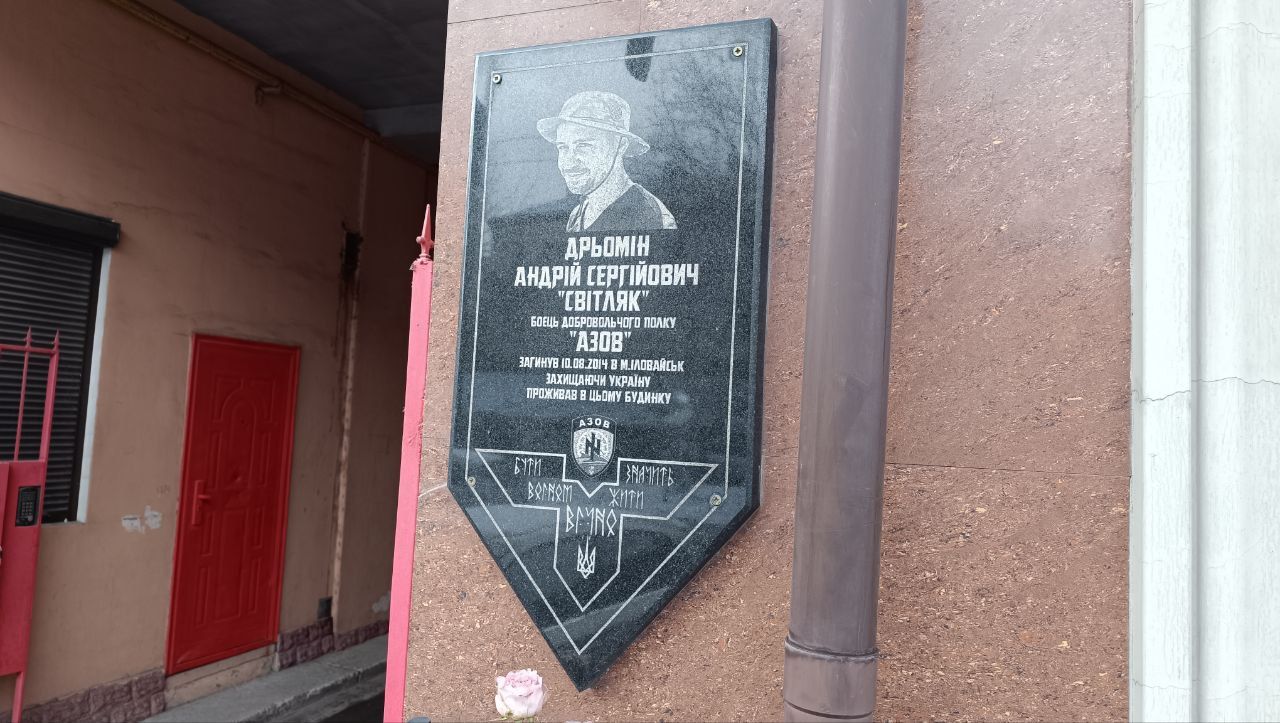 ДРЬОМІН
АНДРІЙ СЕРГІЙОВИЧ
"СВІТЛЯК"
БОЄЦЬ ДОБРОВОЛЬЧОГО ПОЛКУ
"АЗОВ"
ЗАГИНУВ 10.08.2014 В М.ІЛОВАЙСЬК
ЗАХИЩАЮЧИ УКРАЇНУ
ПРОЖИВАВ В ЦЬОМУ БУДИНКУ
АЗОВ
БУТИ ЗНАЧИТЬ
ВОГНОМ ЖИТИ
ВІЧНО